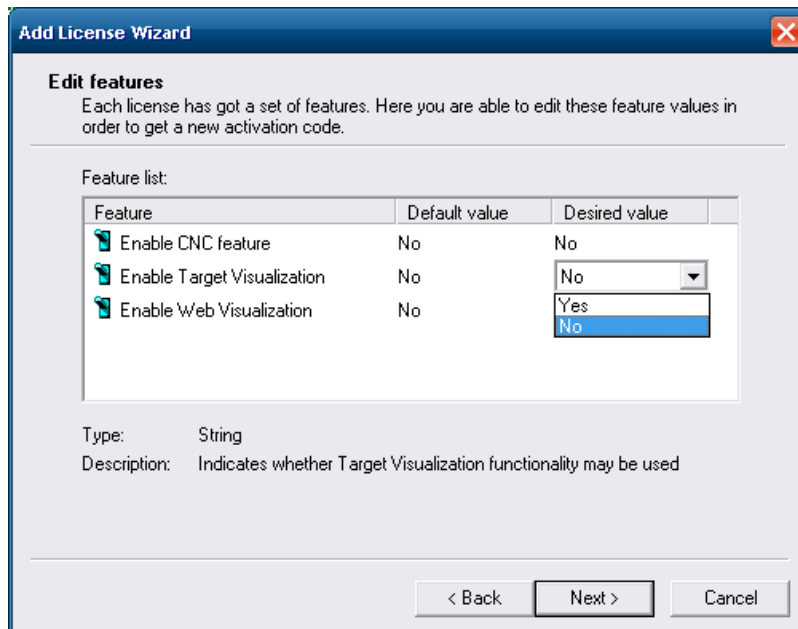 Add License Wizard
Edit features
Each license has got a set of features. Here you are able to edit these feature values in
order to get a new activation code.
Feature list:
Feature Default value Desired value
Enable CNC feature No No
Enable Target Visualization No No
Yes
Enable Web Visualization No No
Type: String
Description: Indicates whether Target Visualization functionality may be used
< Back Next > Cancel